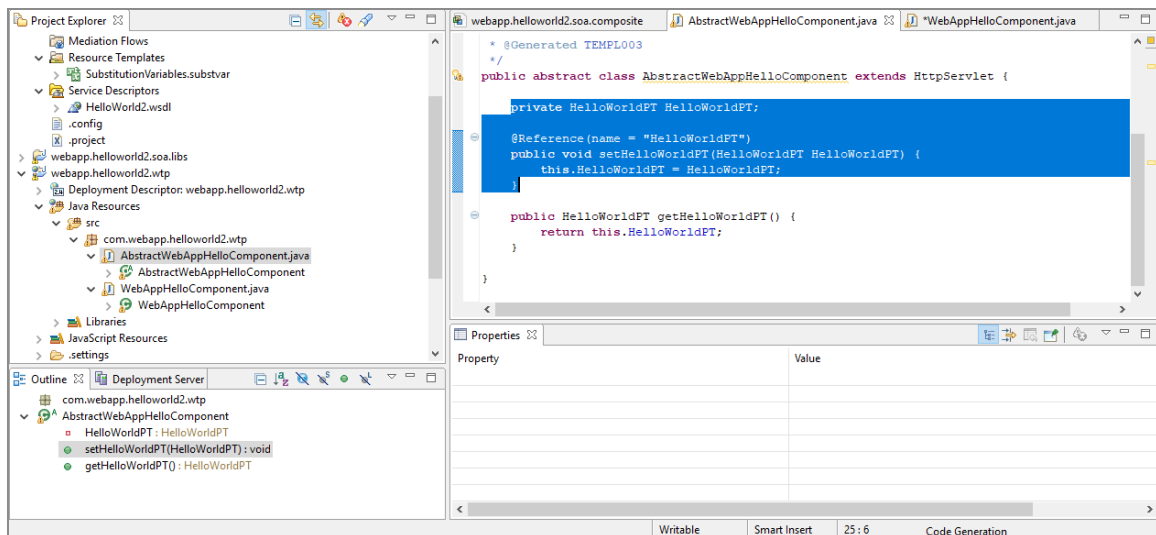 Project Explorer
Mediation Flows
Resource Templates
SubstitutionVariables.substvar
Service Descriptors
HelloWorld2.wsdl
.config
.project
webapp.helloworld2.soa.libs
webapp.helloworld2.wtp
Deployment Descriptor: webapp.helloworld2.wtp
Java Resources
src
com.webapp.helloworld2.wtp
AbstractWebAppHelloComponent.java
AbstractWebAppHelloComponent
WebAppHelloComponent.java
WebAppHelloComponent
Libraries
JavaScript Resources
.settings
Outline Deployment Server
com.webapp.helloworld2.wtp
AbstractWebAppHelloComponent
HelloWorldPT : HelloWorldPT
setHelloWorldPT(HelloWorldPT) : void
getHelloWorldPT() : HelloWorldPT
webapp.helloworld2.soa.composite AbstractWebAppHelloComponent.java *WebAppHelloComponent.java
* @Generated TEMPL003
*/
public abstract class AbstractWebAppHelloComponent extends HttpServlet {
private HelloWorldPT HelloWorldPT;
@Reference(name = "HelloWorldPT")
public void setHelloWorldPT(HelloWorldPT HelloWorldPT) {
this.HelloWorldPT = HelloWorldPT;
}
public HelloWorldPT getHelloWorldPT() {
return this.HelloWorldPT;
}
}
Properties
Property Value
Writable Smart Insert 25 : 6 Code Generation